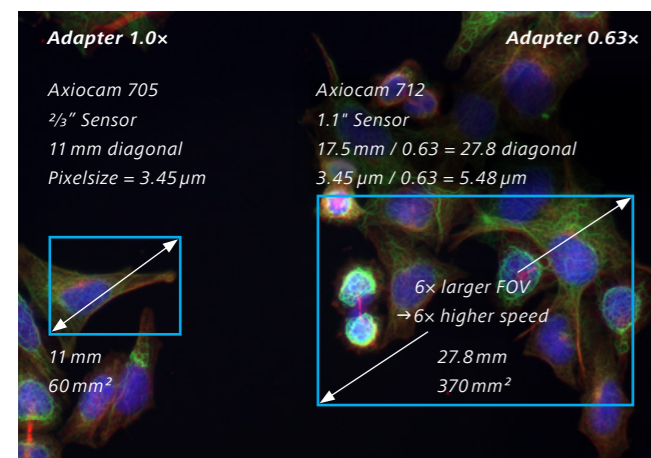 Adapter 1.0×
Axiocam 705
⅔″ Sensor
11 mm diagonal
Pixelsize = 3.45 µm
11 mm
60 mm²
Adapter 0.63×
Axiocam 712
1.1" Sensor
17.5 mm / 0.63 = 27.8 diagonal
3.45 µm / 0.63 = 5.48 µm
6× larger FOV
→6× higher speed
27.8 mm
370 mm²